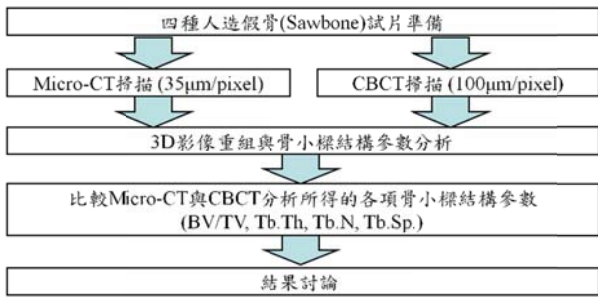 四種人造假骨(Sawbone)試片準備
Micro-CT掃描 (35μm/pixel)
CBCT掃描 (100μm/pixel)
3D影像重組與骨小樑結構參數分析
比較Micro-CT與CBCT分析所得的各項骨小樑結構參數
(BV/TV, Tb.Th, Tb.N, Tb.Sp.)
結果討論